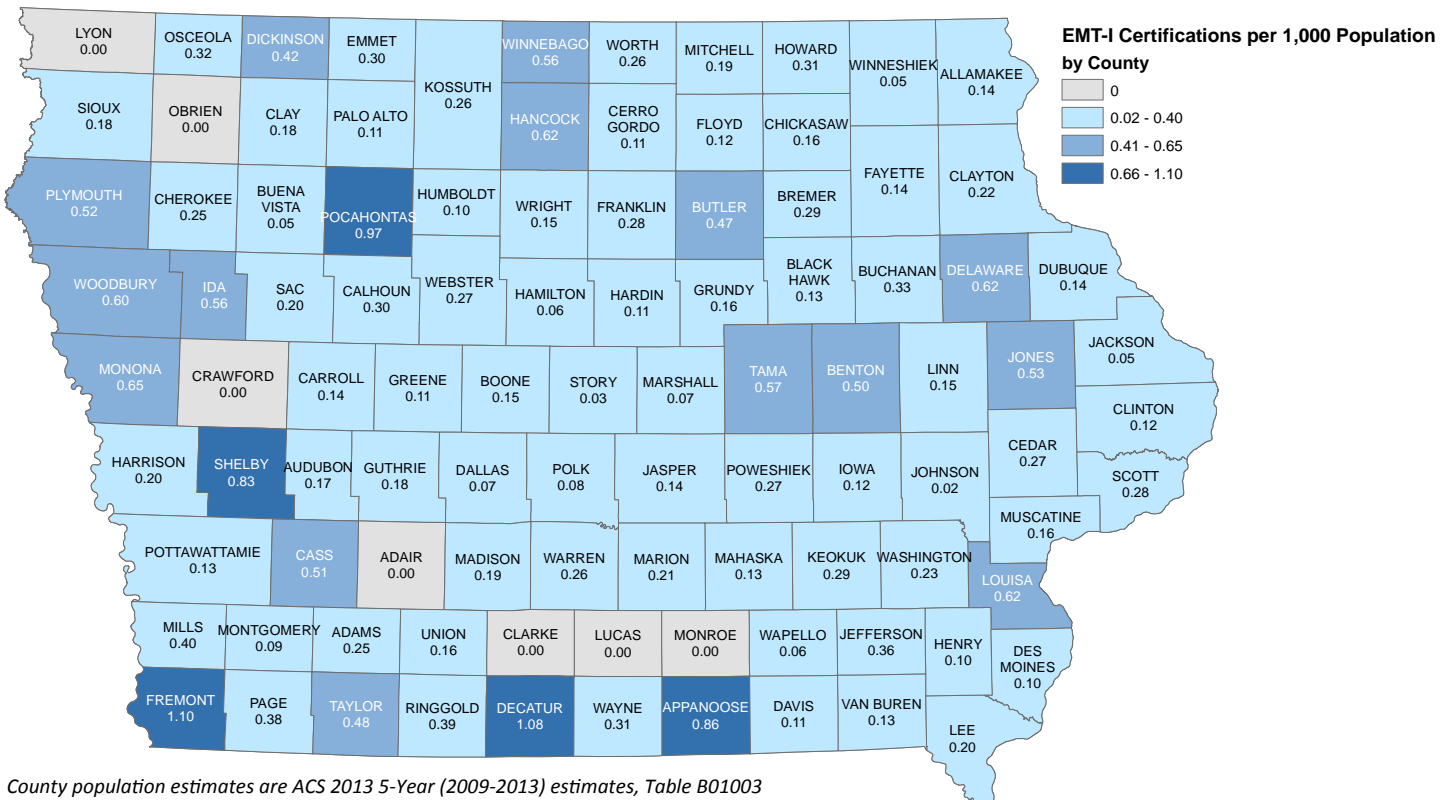 EMT-I Certifications per 1,000 Population
by County
0
0.02 - 0.40
0.41 - 0.65
0.66 - 1.10
LYON
0.00
OSCEOLA
0.32
DICKINSON
0.42
EMMET
0.30
KOSSUTH
0.26
WINNEBAGO
0.56
WORTH
0.26
MITCHELL
0.19
HOWARD
0.31
WINNESHIEK
0.05
ALLAMAKEE
0.14
SIOUX
0.18
OBRIEN
0.00
CLAY
0.18
PALO ALTO
0.11
HANCOCK
0.62
CERRO
GORDO
0.11
FLOYD
0.12
CHICKASAW
0.16
FAYETTE
0.14
CLAYTON
0.22
PLYMOUTH
0.52
CHEROKEE
0.25
BUENA
VISTA
0.05
POCAHONTAS
0.97
HUMBOLDT
0.10
WRIGHT
0.15
FRANKLIN
0.28
BUTLER
0.47
BREMER
0.29
WOODBURY
0.60
IDA
0.56
SAC
0.20
CALHOUN
0.30
WEBSTER
0.27
HAMILTON
0.06
HARDIN
0.11
GRUNDY
0.16
BLACK
HAWK
0.13
BUCHANAN
0.33
DELAWARE
0.62
DUBUQUE
0.14
MONONA
0.65
CRAWFORD
0.00
CARROLL
0.14
GREENE
0.11
BOONE
0.15
STORY
0.03
MARSHALL
0.07
TAMA
0.57
BENTON
0.50
LINN
0.15
JONES
0.53
JACKSON
0.05
CLINTON
0.12
HARRISON
0.20
SHELBY
0.83
AUDUBON
0.17
GUTHRIE
0.18
DALLAS
0.07
POLK
0.08
JASPER
0.14
POWESHIEK
0.27
IOWA
0.12
JOHNSON
0.02
CEDAR
0.27
SCOTT
0.28
MUSCATINE
0.16
POTTAWATTAMIE
0.13
CASS
0.51
ADAIR
0.00
MADISON
0.19
WARREN
0.26
MARION
0.21
MAHASKA
0.13
KEOKUK
0.29
WASHINGTON
0.23
LOUISA
0.62
MILLS
0.40
MONTGOMERY
0.09
ADAMS
0.25
UNION
0.16
CLARKE
0.00
LUCAS
0.00
MONROE
0.00
WAPELLO
0.06
JEFFERSON
0.36
HENRY
0.10
DES
MOINES
0.10
FREMONT
1.10
PAGE
0.38
TAYLOR
0.48
RINGGOLD
0.39
DECATUR
1.08
WAYNE
0.31
APPANOOSE
0.86
DAVIS
0.11
VAN BUREN
0.13
LEE
0.20
County population estimates are ACS 2013 5-Year (2009-2013) estimates, Table B01003